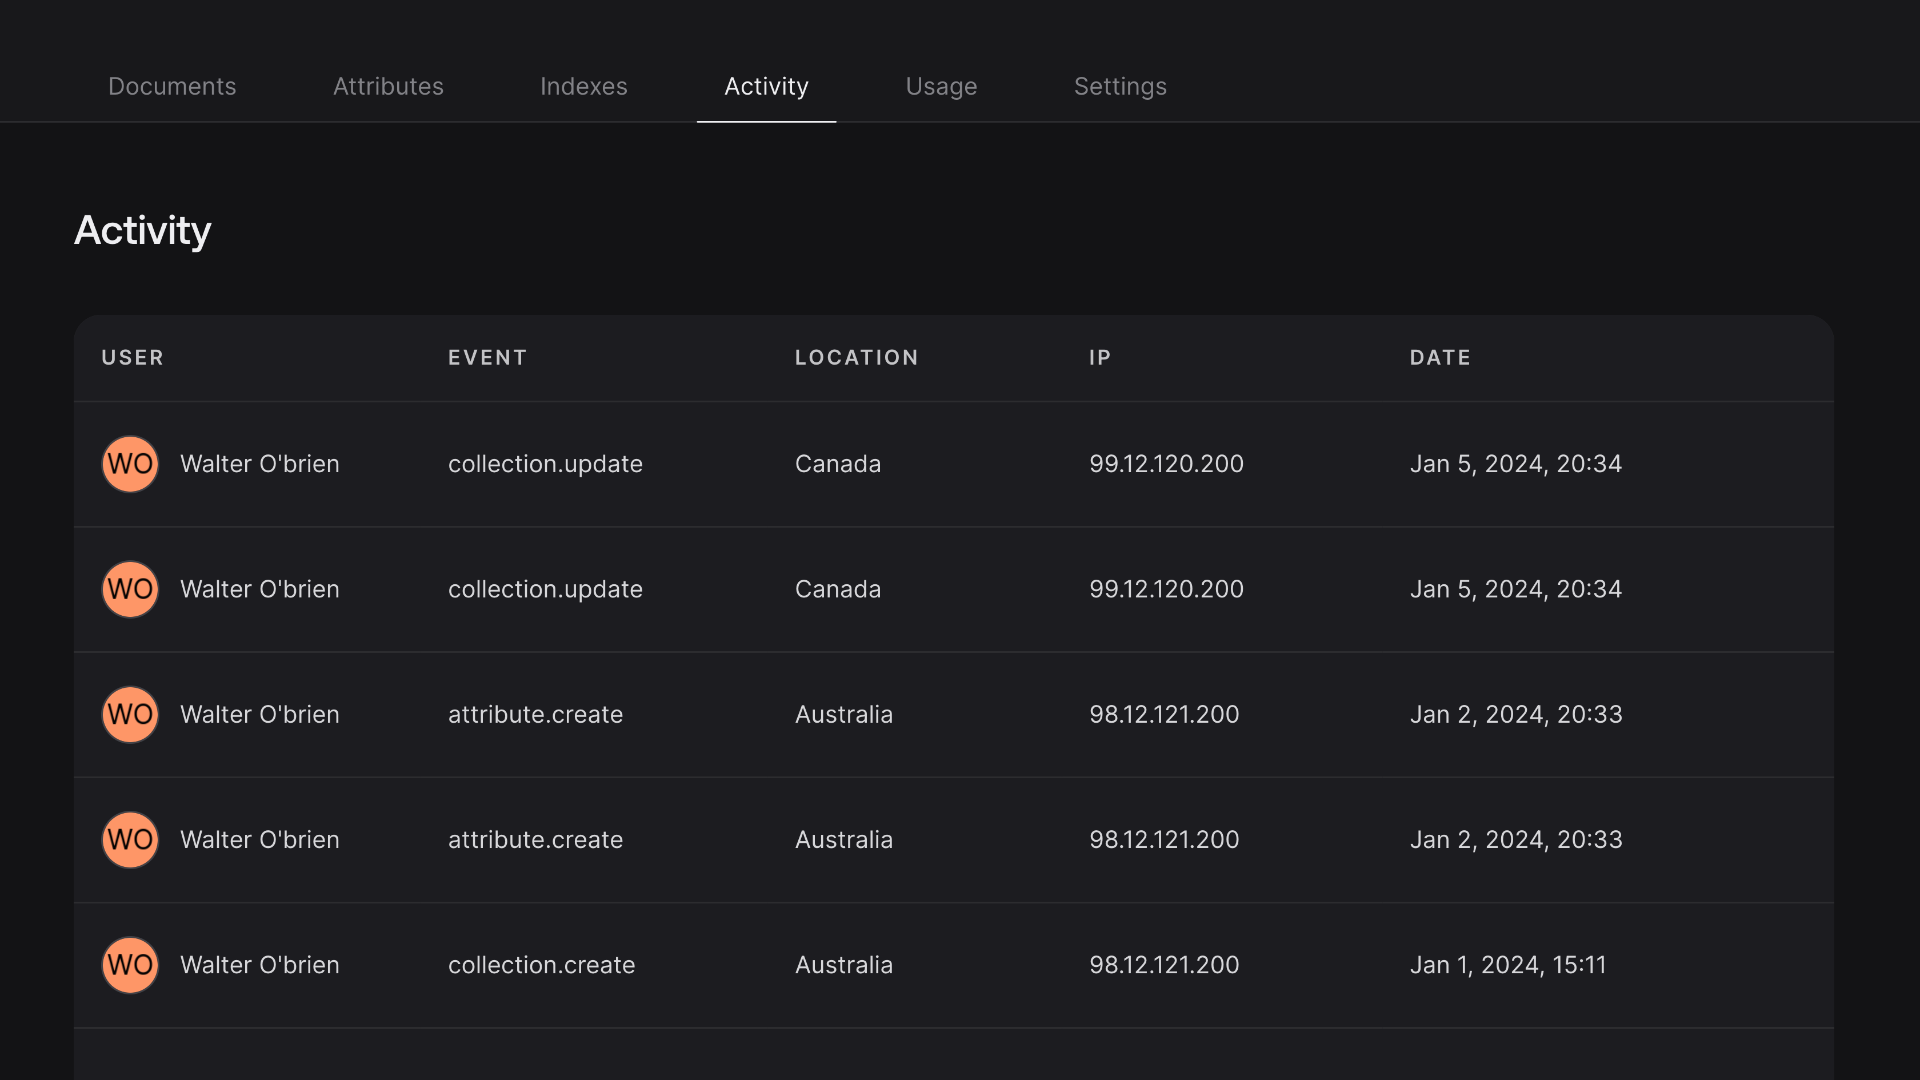 Documents Attributes Indexes Activity Usage Settings
Activity
USER EVENT LOCATION IP DATE
WO Walter O'brien collection.update Canada 99.12.120.200 Jan 5, 2024, 20:34
WO Walter O'brien collection.update Canada 99.12.120.200 Jan 5, 2024, 20:34
WO Walter O'brien attribute.create Australia 98.12.121.200 Jan 2, 2024, 20:33
WO Walter O'brien attribute.create Australia 98.12.121.200 Jan 2, 2024, 20:33
WO Walter O'brien collection.create Australia 98.12.121.200 Jan 1, 2024, 15:11